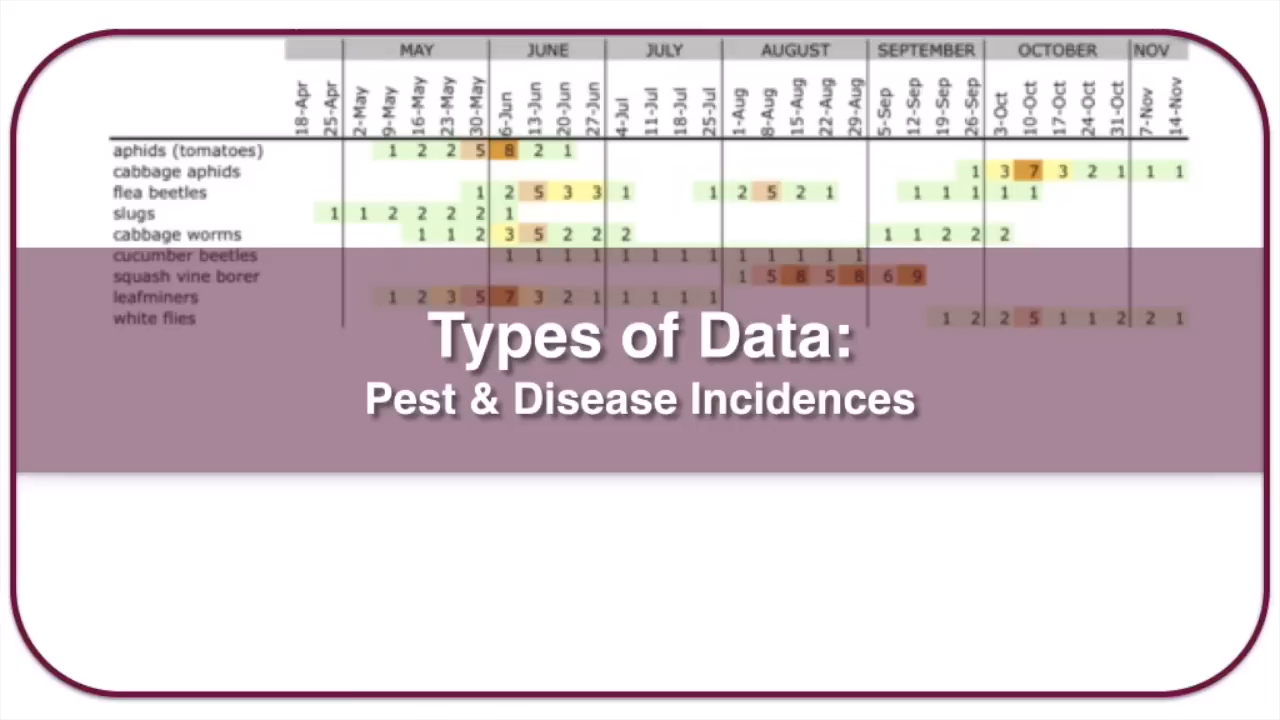 MAY JUNE JULY AUGUST SEPTEMBER OCTOBER NOV
18-Apr 25-Apr 2-May 9-May 16-May 23-May 30-May 6-Jun 13-Jun 20-Jun 27-Jun 4-Jul 11-Jul 18-Jul 25-Jul 1-Aug 8-Aug 15-Aug 22-Aug 29-Aug 5-Sep 12-Sep 19-Sep 26-Sep 3-Oct 10-Oct 17-Oct 24-Oct 31-Oct 7-Nov 14-Nov
aphids (tomatoes) 1 2 2 5 8 2 1
cabbage aphids 1 3 7 3 2 1 1 1
flea beetles 1 2 5 3 3 1 1 2 5 2 1 1 1 1 1 1
slugs 1 1 2 2 2 2 1
cabbage worms 1 1 2 3 5 2 2 2 1 1 2 2 2
cucumber beetles 1 1 1 1 1 1 1 1 1 1 1 1 1
squash vine borer 1 5 8 5 8 6 9
leafminers 1 2 3 5 7 3 2 1 1 1 1 1
white flies 1 2 2 5 1 1 2 2 1
Types of Data:
Pest & Disease Incidences